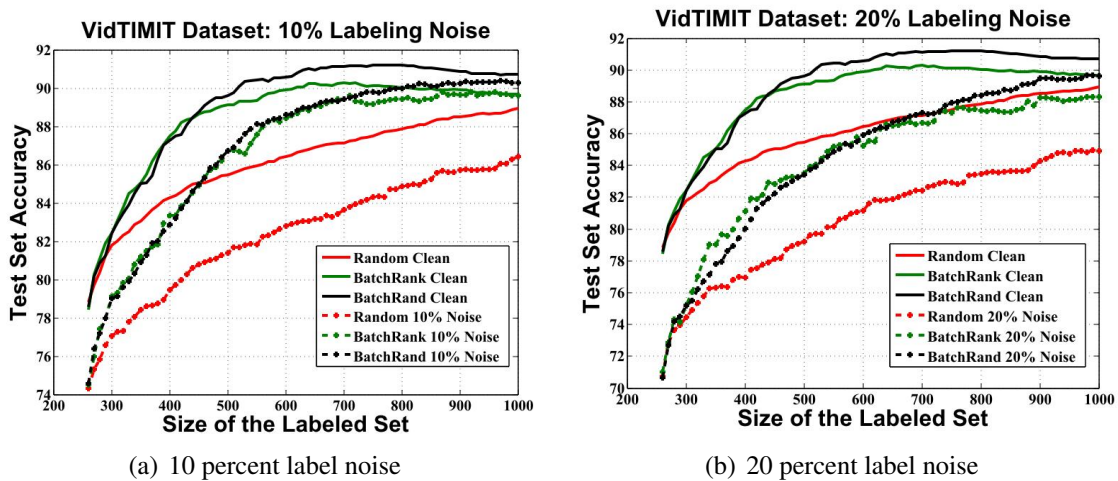 VidTIMIT Dataset: 10% Labeling Noise
Test Set Accuracy
92
90
88
86
84
82
80
78
76
74
200 300 400 500 600 700 800 900 1000
Size of the Labeled Set
Random Clean
BatchRank Clean
BatchRand Clean
Random 10% Noise
BatchRank 10% Noise
BatchRand 10% Noise
(a) 10 percent label noise
VidTIMIT Dataset: 20% Labeling Noise
Test Set Accuracy
92
90
88
86
84
82
80
78
76
74
72
70
200 300 400 500 600 700 800 900 1000
Size of the Labeled Set
Random Clean
BatchRank Clean
BatchRand Clean
Random 20% Noise
BatchRank 20% Noise
BatchRand 20% Noise
(b) 20 percent label noise